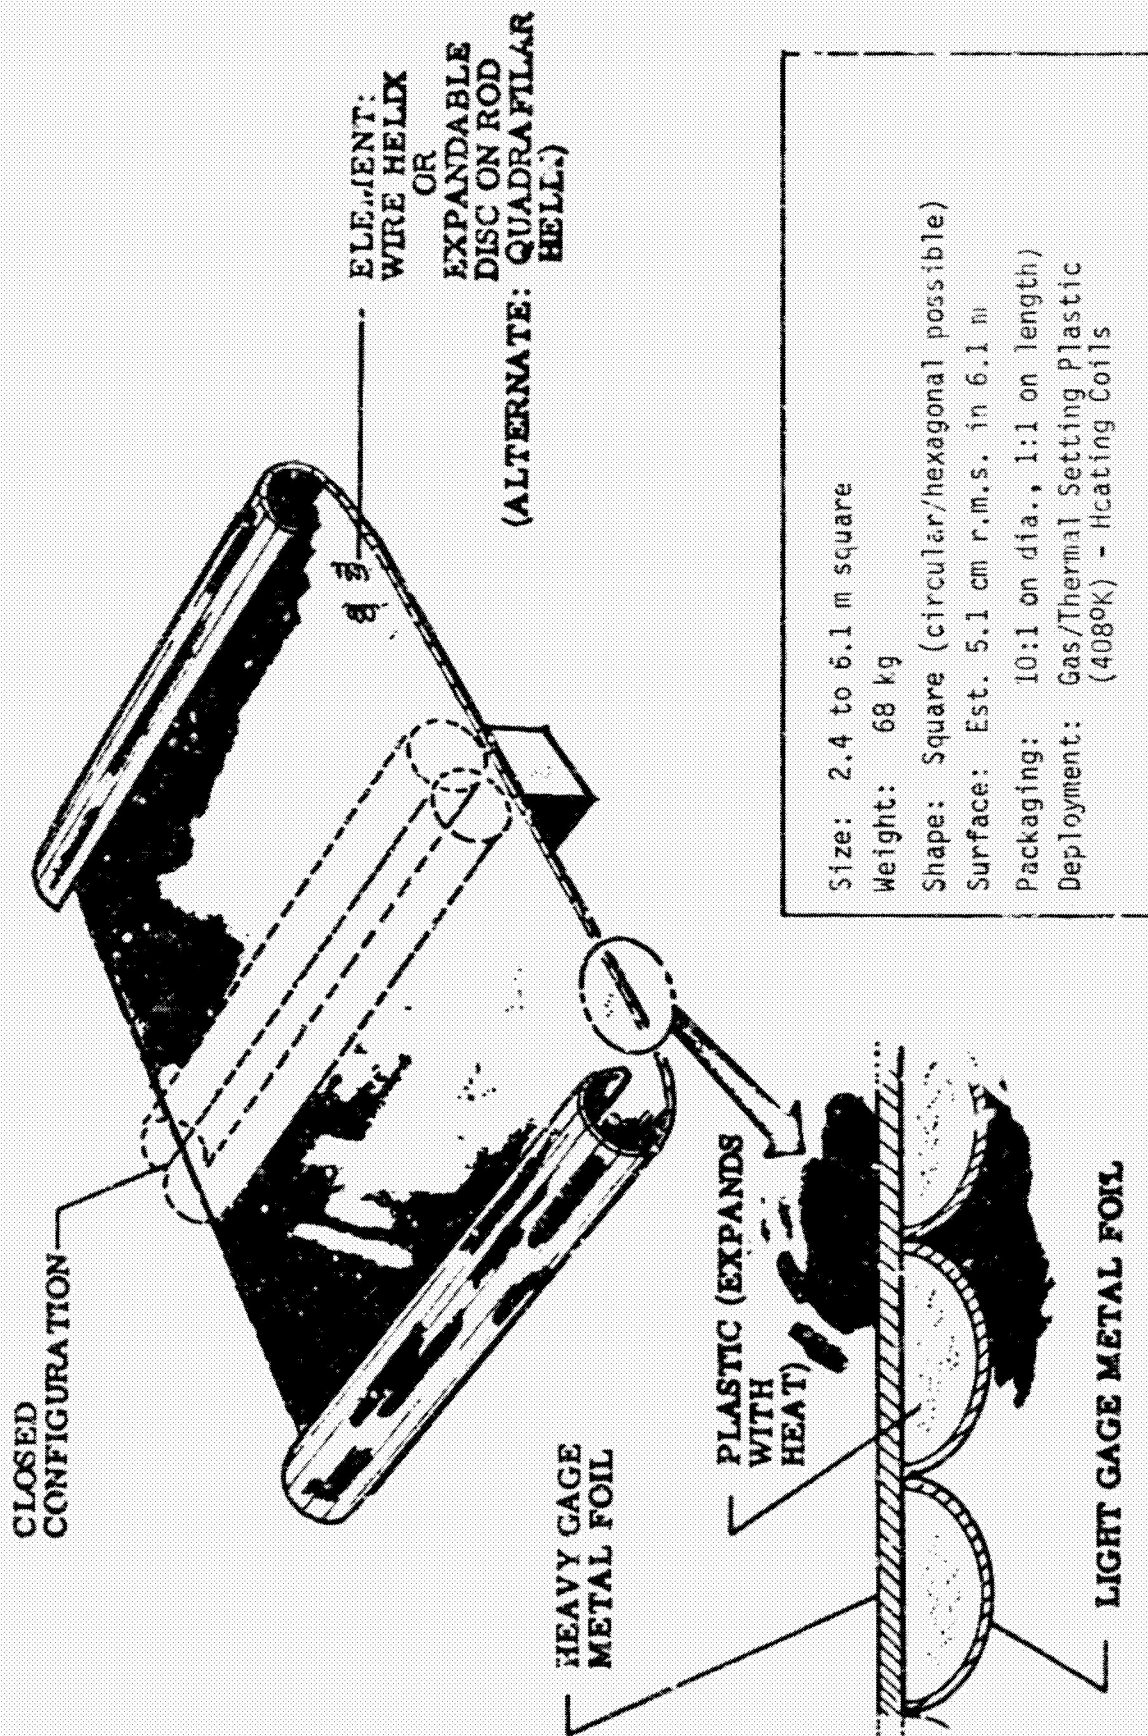 CLOSED
CONFIGURATION
ELEMENT:
WIRE HELIX
OR
EXPANDABLE
DISC ON ROD
(ALTERNATE: QUADRAFILAR
HELIX)
HEAVY GAGE
METAL FOIL
PLASTIC (EXPANDS
WITH
HEAT)
LIGHT GAGE METAL FOIL
Size: 2.4 to 6.1 m square
Weight: 68 kg
Shape: Square (circular/hexagonal possible)
Surface: Est. 5.1 cm r.m.s. in 6.1 m
Packaging: 10:1 on dia., 1:1 on length)
Deployment: Gas/Thermal Setting Plastic
(408ºK) - Heating Coils